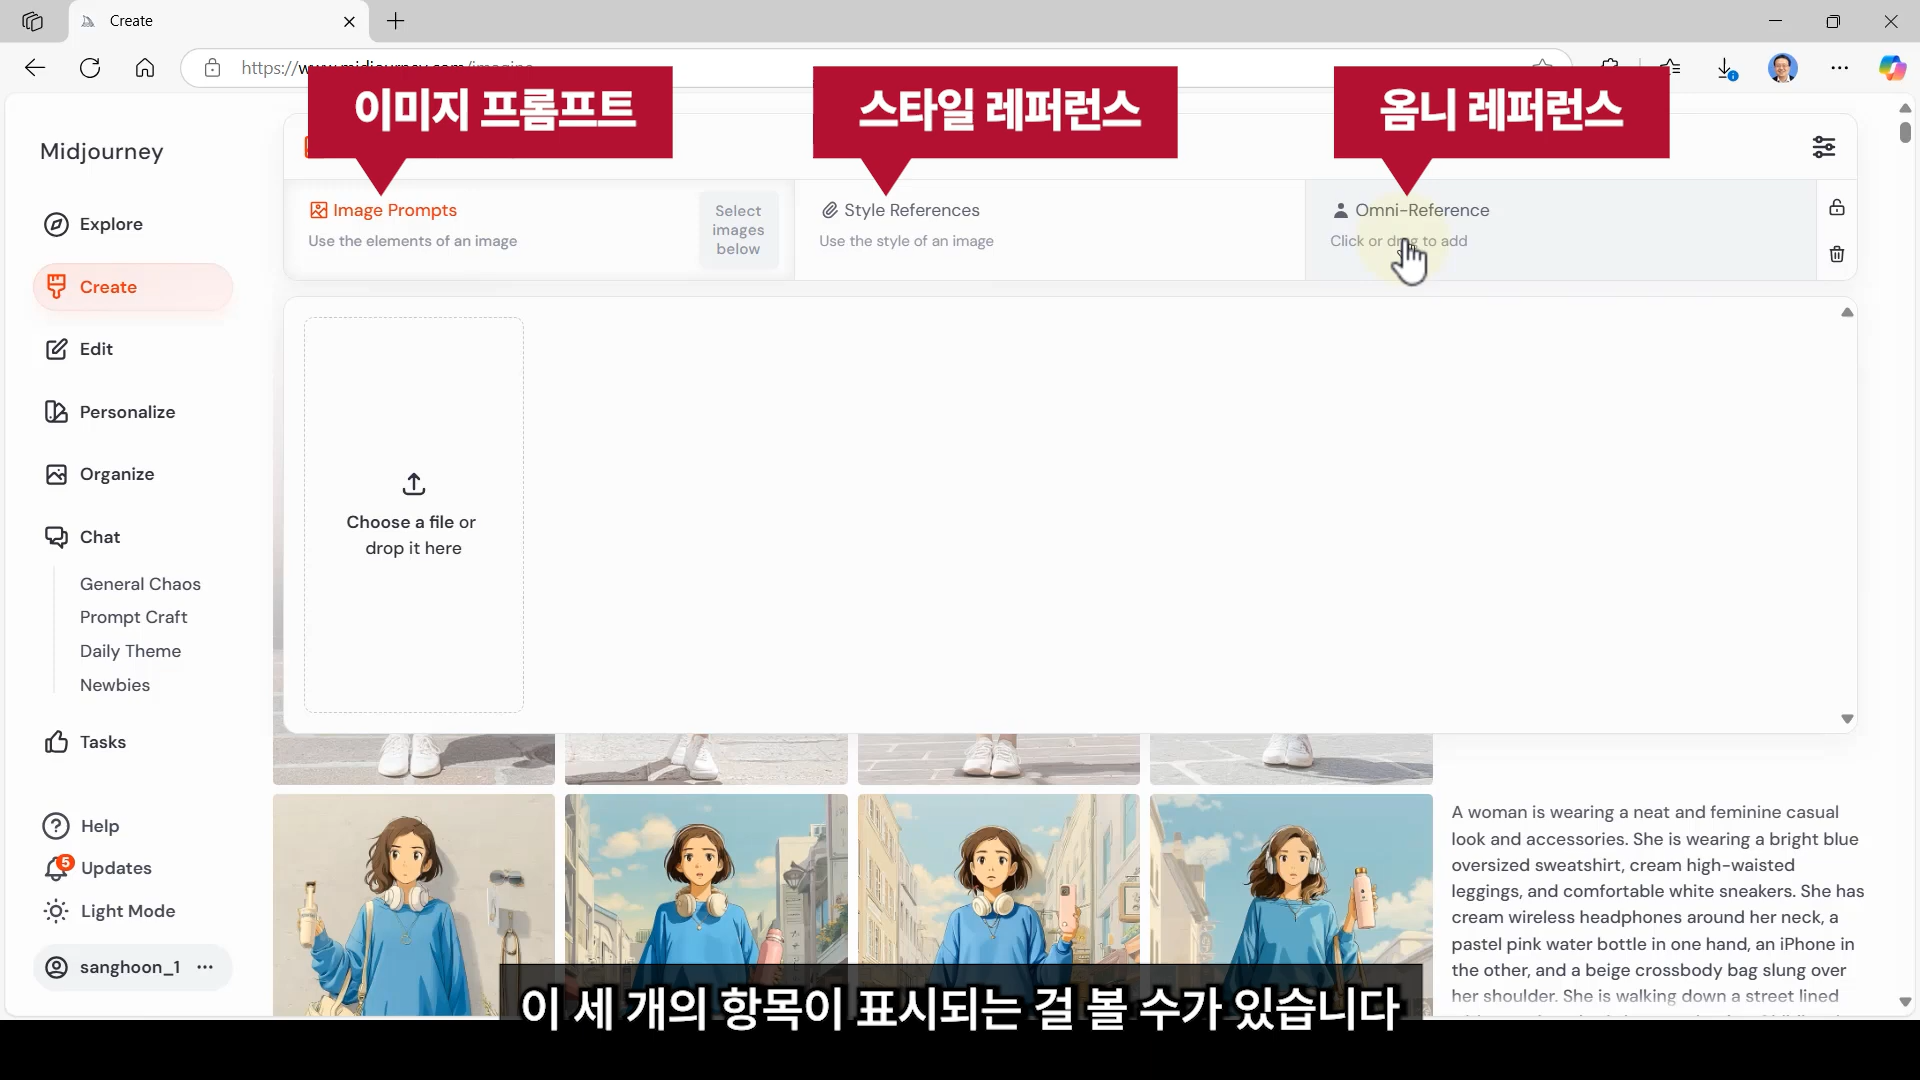 Create
https://www.midjourney.com/imagine
이미지 프롬프트
스타일 레퍼런스
옴니 레퍼런스
Midjourney
Image Prompts
Use the elements of an image
Select
images
below
Style References
Use the style of an image
Omni-Reference
Click or drag to add
Explore
Create
Edit
Personalize
Organize
Chat
General Chaos
Prompt Craft
Daily Theme
Newbies
Tasks
Help
5
Updates
Light Mode
sanghoon_1 ...
Choose a file or
drop it here
A woman is wearing a neat and feminine casual
look and accessories. She is wearing a bright blue
oversized sweatshirt, cream high-waisted
leggings, and comfortable white sneakers. She has
cream wireless headphones around her neck, a
pastel pink water bottle in one hand, an iPhone in
the other, and a beige crossbody bag slung over
her shoulder. She is walking down a street lined
이 세 개의 항목이 표시되는 걸 볼 수가 있습니다